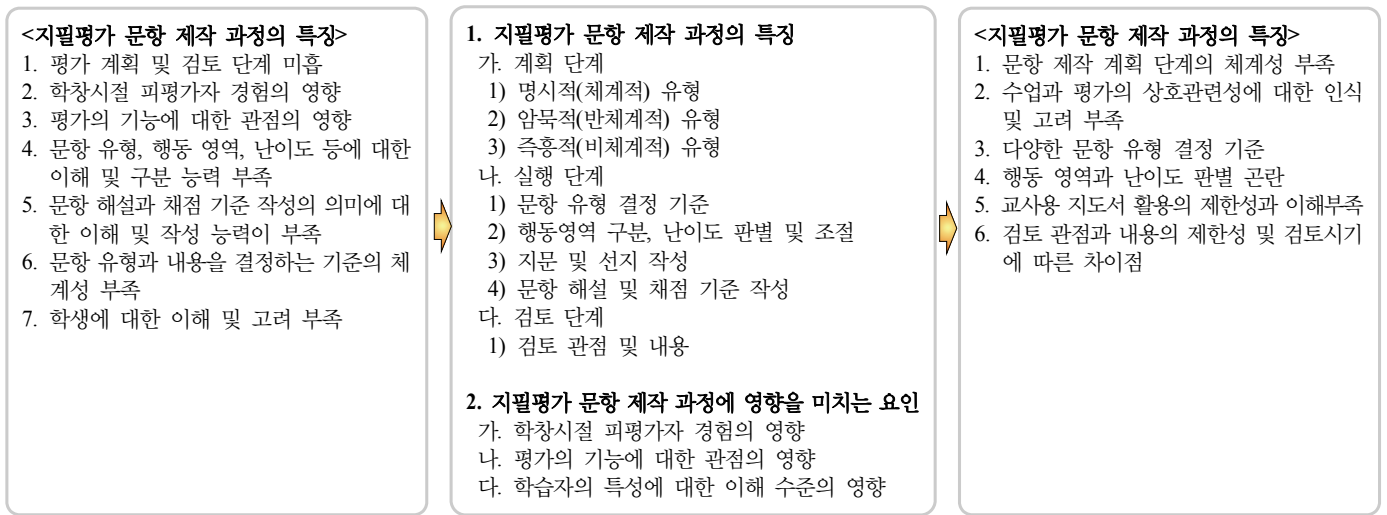 <지필평가 문항 제작 과정의 특징>
1. 평가 계획 및 검토 단계 미흡
2. 학창시절 피평가자 경험의 영향
3. 평가의 기능에 대한 관점의 영향
4. 문항 유형, 행동 영역, 난이도 등에 대한
이해 및 구분 능력 부족
5. 문항 해설과 채점 기준 작성의 의미에 대
한 이해 및 작성 능력이 부족
6. 문항 유형과 내용을 결정하는 기준의 체
계성 부족
7. 학생에 대한 이해 및 고려 부족
1. 지필평가 문항 제작 과정의 특징
가. 계획 단계
1) 명시적(체계적) 유형
2) 암묵적(반체계적) 유형
3) 즉흥적(비체계적) 유형
나. 실행 단계
1) 문항 유형 결정 기준
2) 행동영역 구분, 난이도 판별 및 조절
3) 지문 및 선지 작성
4) 문항 해설 및 채점 기준 작성
다. 검토 단계
1) 검토 관점 및 내용
2. 지필평가 문항 제작 과정에 영향을 미치는 요인
가. 학창시절 피평가자 경험의 영향
나. 평가의 기능에 대한 관점의 영향
다. 학습자의 특성에 대한 이해 수준의 영향
<지필평가 문항 제작 과정의 특징>
1. 문항 제작 계획 단계의 체계성 부족
2. 수업과 평가의 상호관련성에 대한 인식
및 고려 부족
3. 다양한 문항 유형 결정 기준
4. 행동 영역과 난이도 판별 곤란
5. 교사용 지도서 활용의 제한성과 이해부족
6. 검토 관점과 내용의 제한성 및 검토시기
에 따른 차이점